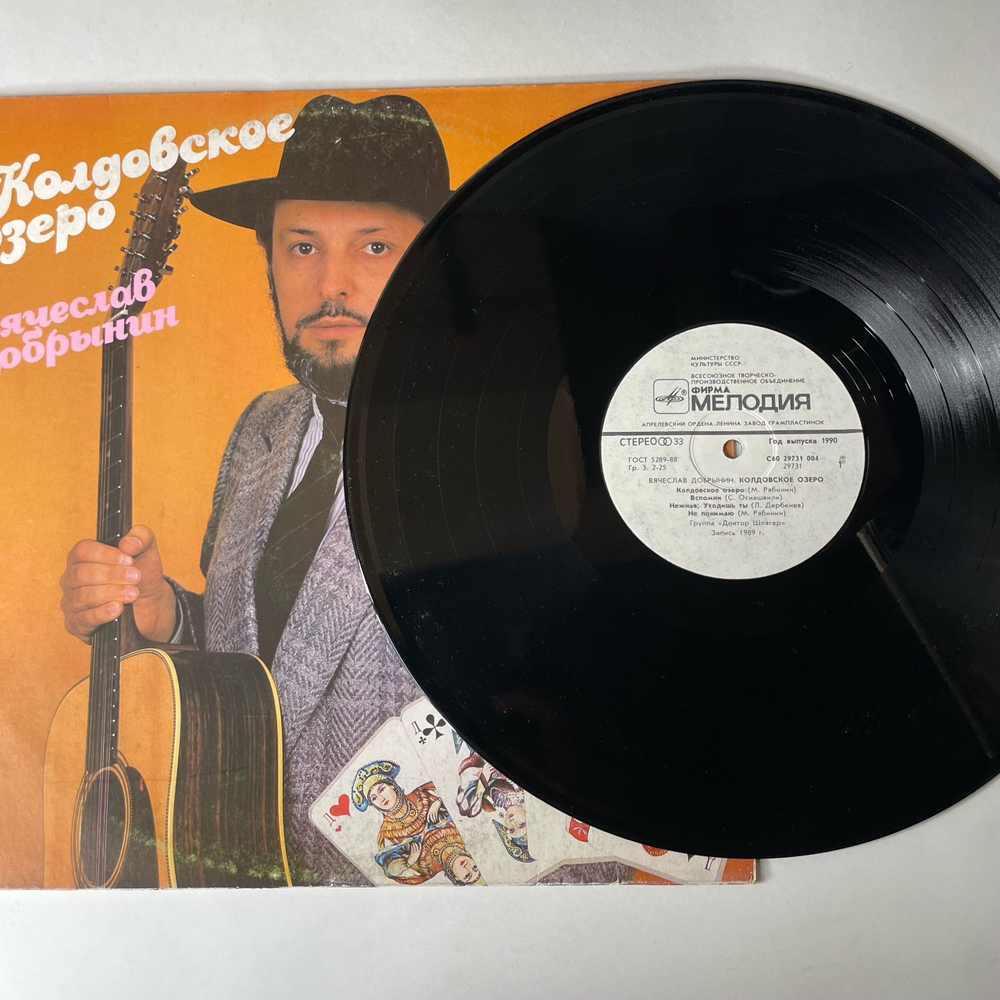 Колдовское
зеро
ячеслав
обрынин
МИНИСТЕРСТВО
КУЛЬТУРЫ СССР
ВСЕСОЮЗНОЕ ТВОРЧЕСКО-
ПРОИЗВОДСТВЕННОЕ ОБЪЕДИНЕНИЕ
ФИРМА
МЕЛОДИЯ
АПРЕЛЕВСКИЙ ОРДЕНА ЛЕНИНА ЗАВОД ГРАМПЛАСТИНОК
СТЕРЕО 33 Год выпуска 1990
ГОСТ 5289-88 С60 29731 004
Гр. 3. 2-25 29731 1
ВЯЧЕСЛАВ ДОБРЫНИН. КОЛДОВСКОЕ ОЗЕРО
Колдовское озеро (М. Рябинин)
Вспомни (С. Осиашвили)
Нежная; Уходишь ты (Л. Дербенев)
Не понимаю (М. Рябинин)
Группа «Доктор Шлягер»
Запись 1989 г.
Д
Д